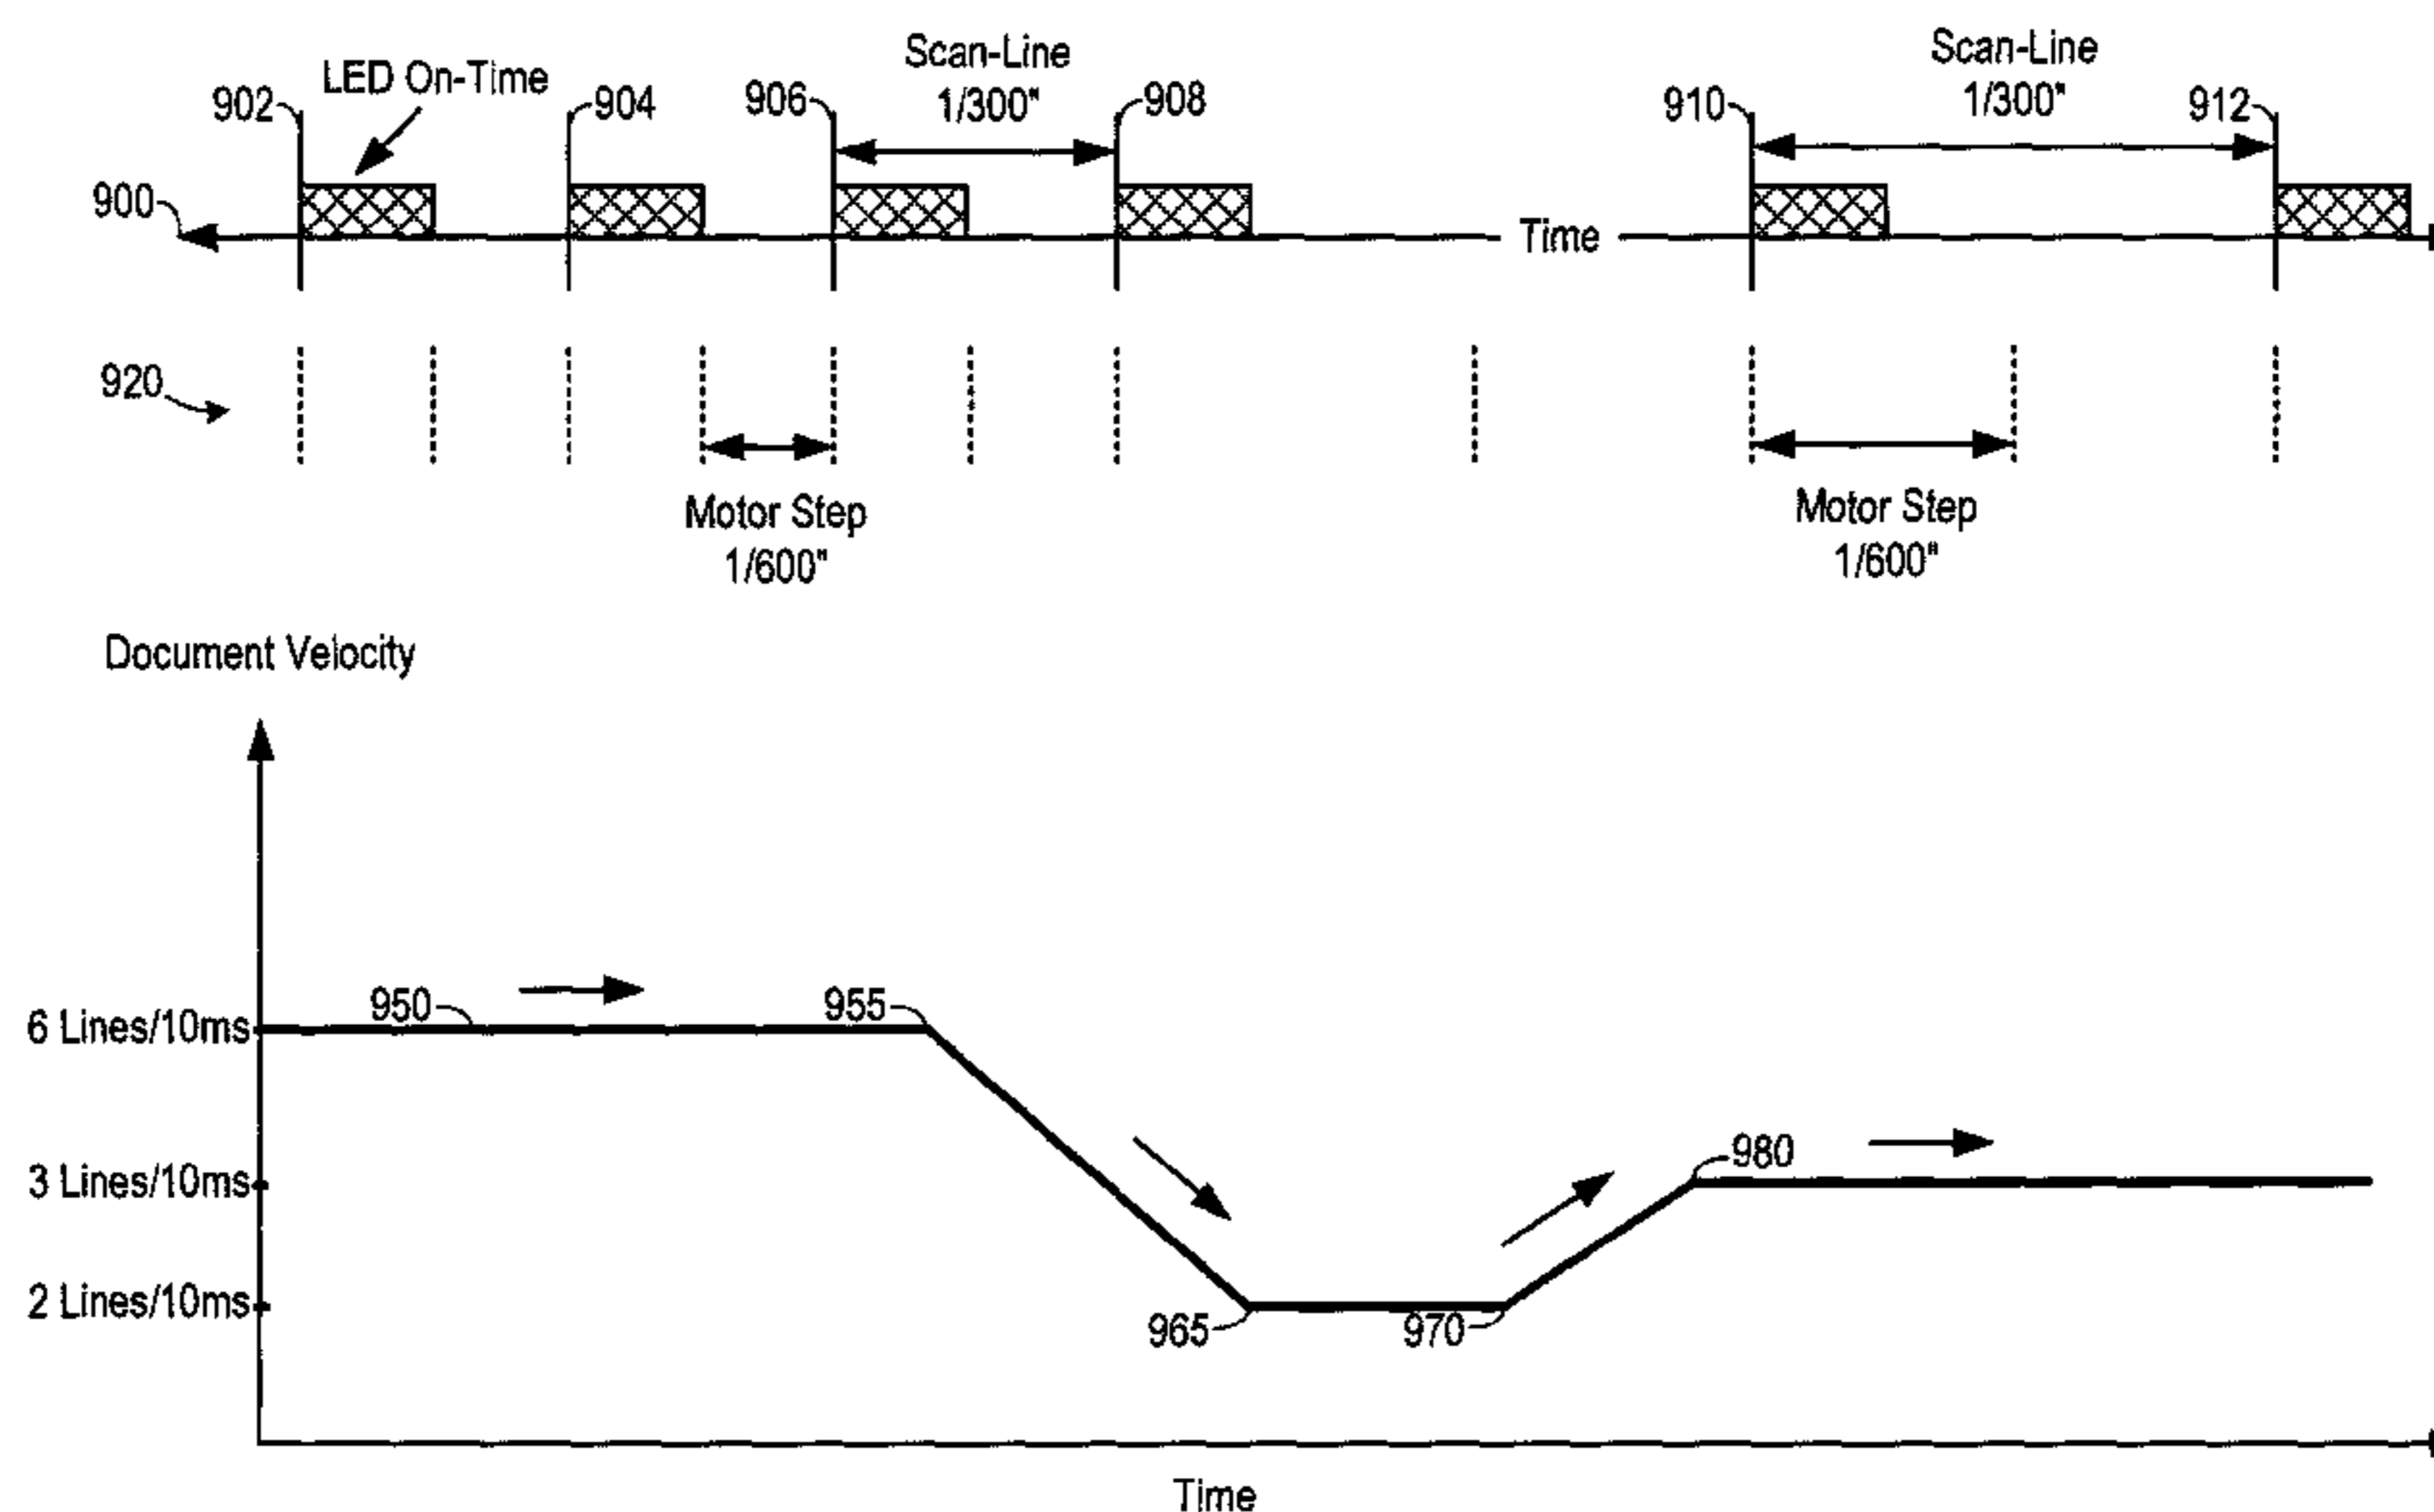 Scan-Line
1/300"
Scan-Line
1/300"
LED On-Time
902
904
906
908
910
912
900
Time
920
Motor Step
1/600"
Motor Step
1/600"
Document Velocity
950
955
6 Lines/10ms
980
3 Lines/10ms
2 Lines/10ms
965
970
Time